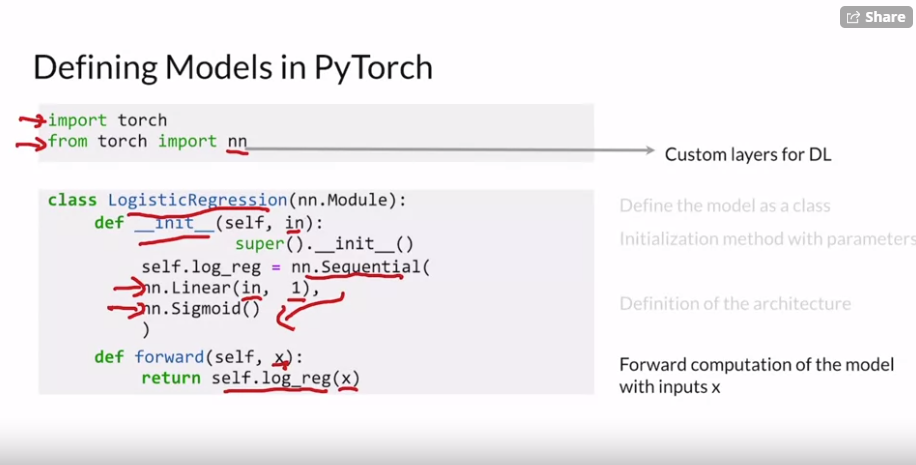 Share
Defining Models in PyTorch
import torch
from torch import nn
Custom layers for DL
class LogisticRegression(nn.Module):
def __init__(self, in):
super().__init__()
self.log_reg = nn.Sequential(
nn.Linear(in, 1),
nn.Sigmoid()
)
def forward(self, x):
return self.log_reg(x)
Define the model as a class
Initialization method with parameters
Definition of the architecture
Forward computation of the model
with inputs x